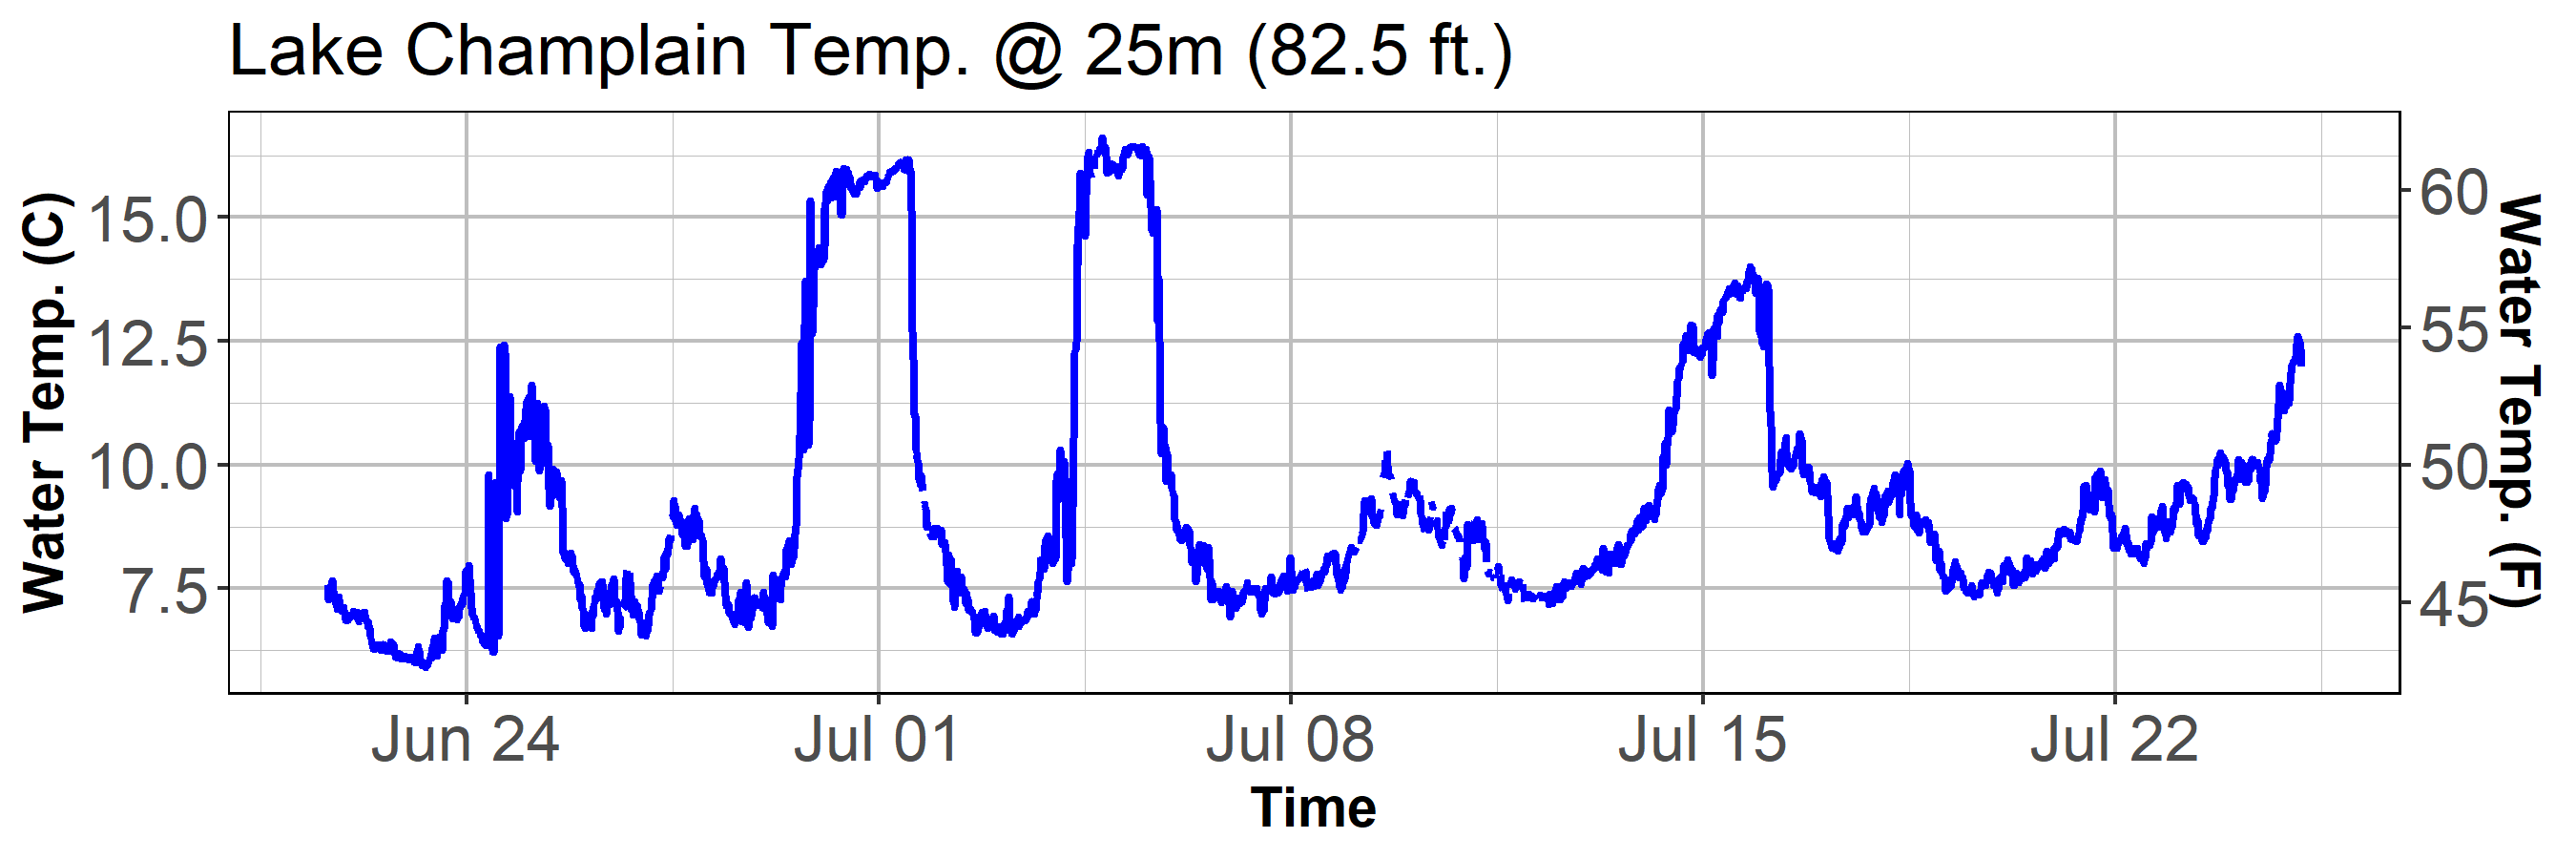 Lake Champlain Temp. @ 25m (82.5 ft.)
Water Temp. (C)
15.0
12.5
10.0
7.5
60
55
50
45
Water Temp. (F)
Jun 24 Jul 01 Jul 08 Jul 15 Jul 22
Time